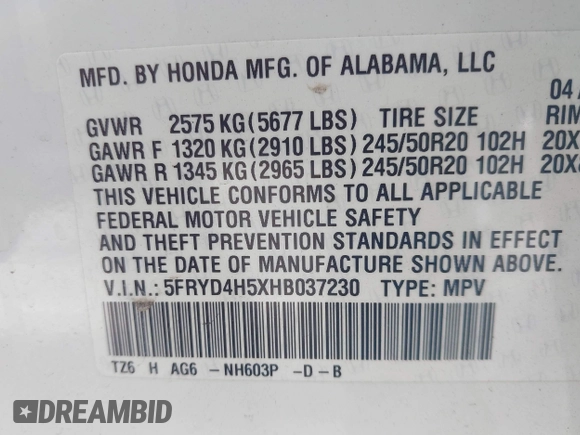 MFD. BY HONDA MFG. OF ALABAMA, LLC
04
GVWR 2575 KG (5677 LBS) TIRE SIZE RIM
GAWR F 1320 KG (2910 LBS) 245/50R20 102H 20X
GAWR R 1345 KG (2965 LBS) 245/50R20 102H 20X
THIS VEHICLE CONFORMS TO ALL APPLICABLE
FEDERAL MOTOR VEHICLE SAFETY
AND THEFT PREVENTION STANDARDS IN EFFECT
ON THE DATE OF MANUFACTURE SHOWN ABOVE.
V.I.N.: 5FRYD4H5XHB037230 TYPE: MPV
TZ6 H AG6 - NH603P - D - B
DREAMBID